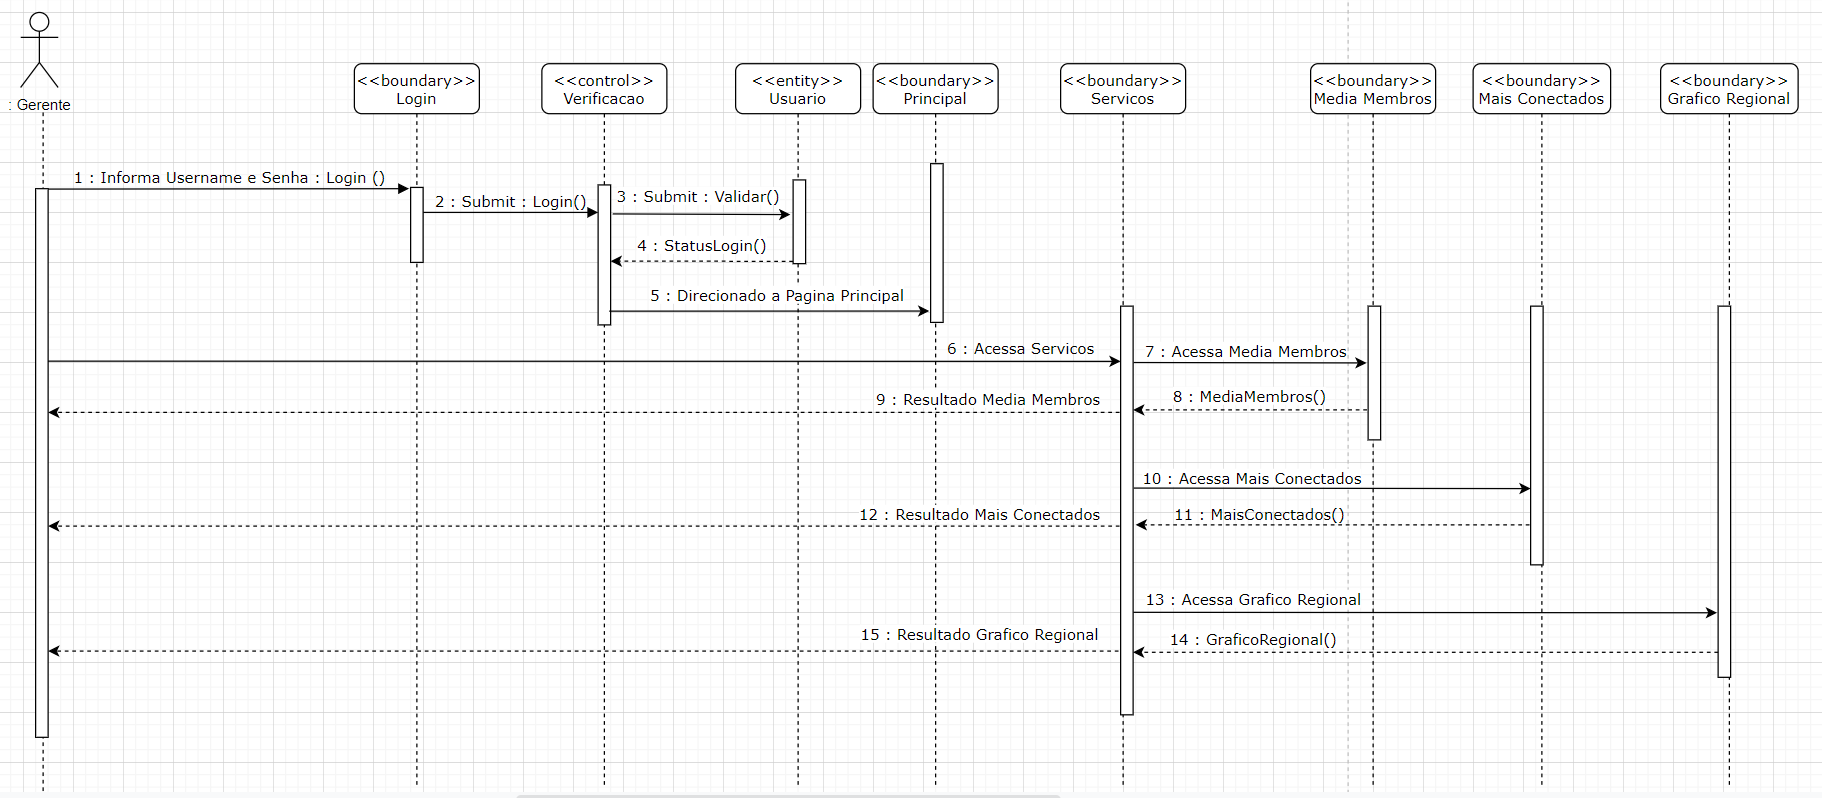 : Gerente
<<boundary>>
Login
<<control>>
Verificacao
<<entity>>
Usuario
<<boundary>>
Principal
<<boundary>>
Servicos
<<boundary>>
Media Membros
<<boundary>>
Mais Conectados
<<boundary>>
Grafico Regional
1 : Informa Username e Senha : Login ()
2 : Submit : Login()
3 : Submit : Validar()
4 : StatusLogin()
5 : Direcionado a Pagina Principal
6 : Acessa Servicos
7 : Acessa Media Membros
8 : MediaMembros()
9 : Resultado Media Membros
10 : Acessa Mais Conectados
11 : MaisConectados()
12 : Resultado Mais Conectados
13 : Acessa Grafico Regional
14 : GraficoRegional()
15 : Resultado Grafico Regional